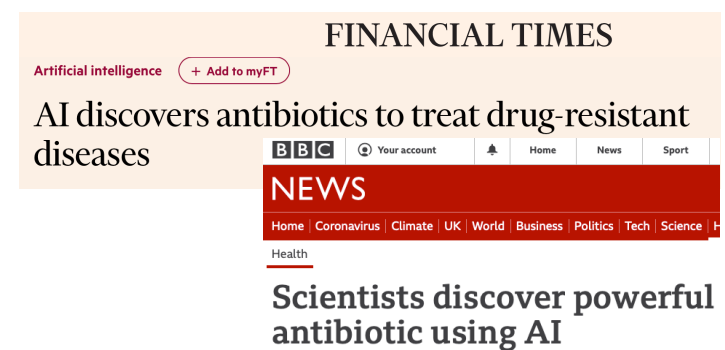 FINANCIAL TIMES
Artificial intelligence + Add to myFT
AI discovers antibiotics to treat drug-resistant
diseases
BBC Your account Home News Sport
NEWS
Home Coronavirus Climate UK World Business Politics Tech Science H
Health
Scientists discover powerful
antibiotic using AI